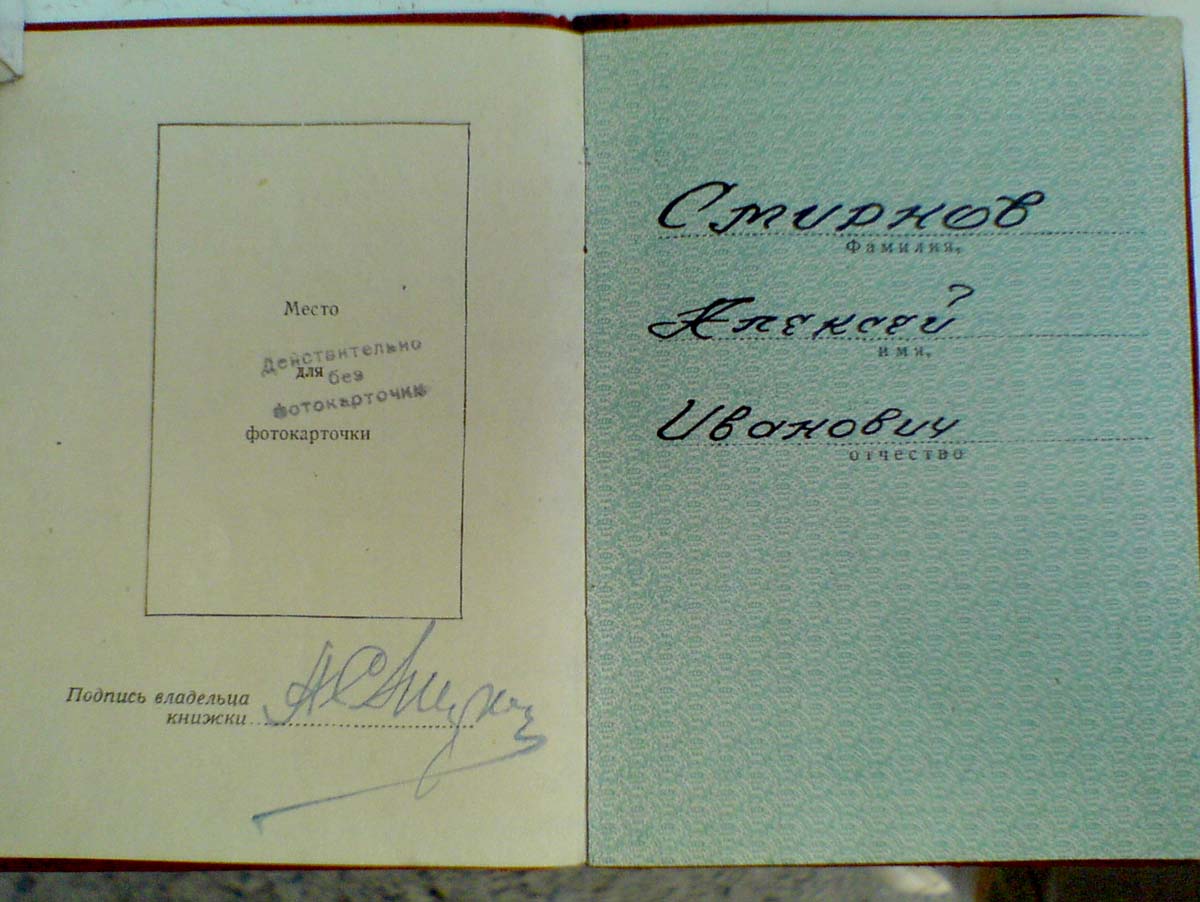 Место
для
фотокарточки
Действительно
без
фотокарточки
Подпись владельца
книжки
Смирнов
Фамилия,
Алексей
имя,
Иванович
отчество